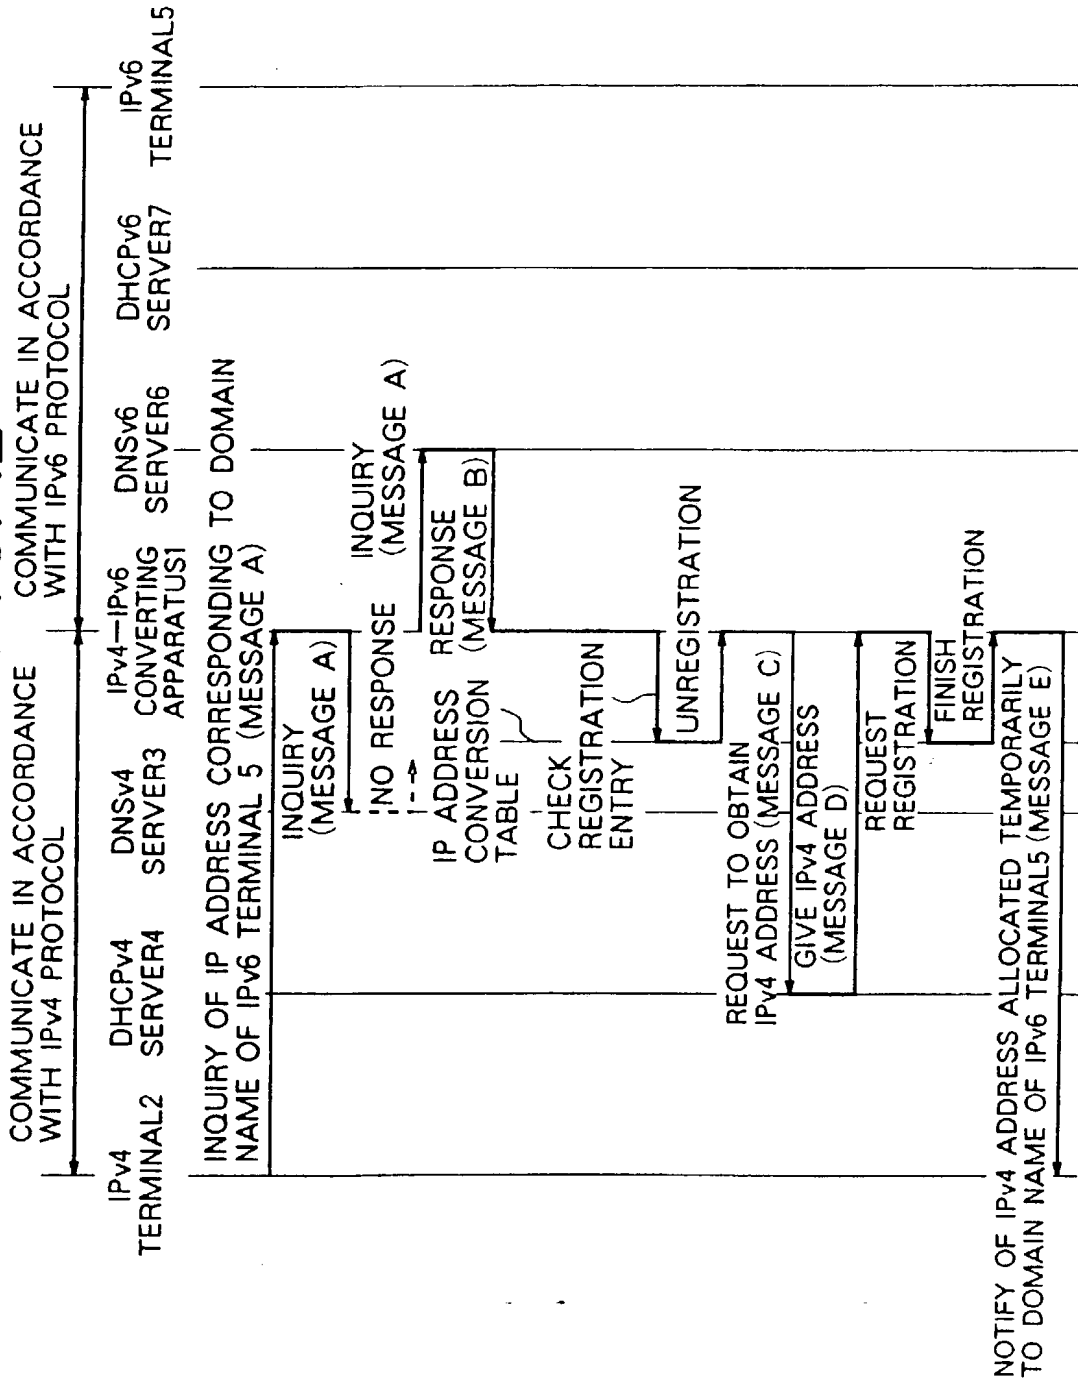 COMMUNICATE IN ACCORDANCE
WITH IPv4 PROTOCOL
COMMUNICATE IN ACCORDANCE
WITH IPv6 PROTOCOL
IPv4
TERMINAL2
DHCPv4
SERVER4
DNSv4
SERVER3
IPv4—IPv6
CONVERTING
APPARATUS1
DNSv6
SERVER6
DHCPv6
SERVER7
IPv6
TERMINAL5
INQUIRY OF IP ADDRESS CORRESPONDING TO DOMAIN
NAME OF IPv6 TERMINAL 5 (MESSAGE A)
INQUIRY
(MESSAGE A)
NO RESPONSE
INQUIRY
(MESSAGE A)
RESPONSE
(MESSAGE B)
IP ADDRESS
CONVERSION
TABLE
CHECK
REGISTRATION
ENTRY
UNREGISTRATION
REQUEST TO OBTAIN
IPv4 ADDRESS (MESSAGE C)
GIVE IPv4 ADDRESS
(MESSAGE D)
REQUEST
REGISTRATION
FINISH
REGISTRATION
NOTIFY OF IPv4 ADDRESS ALLOCATED TEMPORARILY
TO DOMAIN NAME OF IPv6 TERMINAL5 (MESSAGE E)